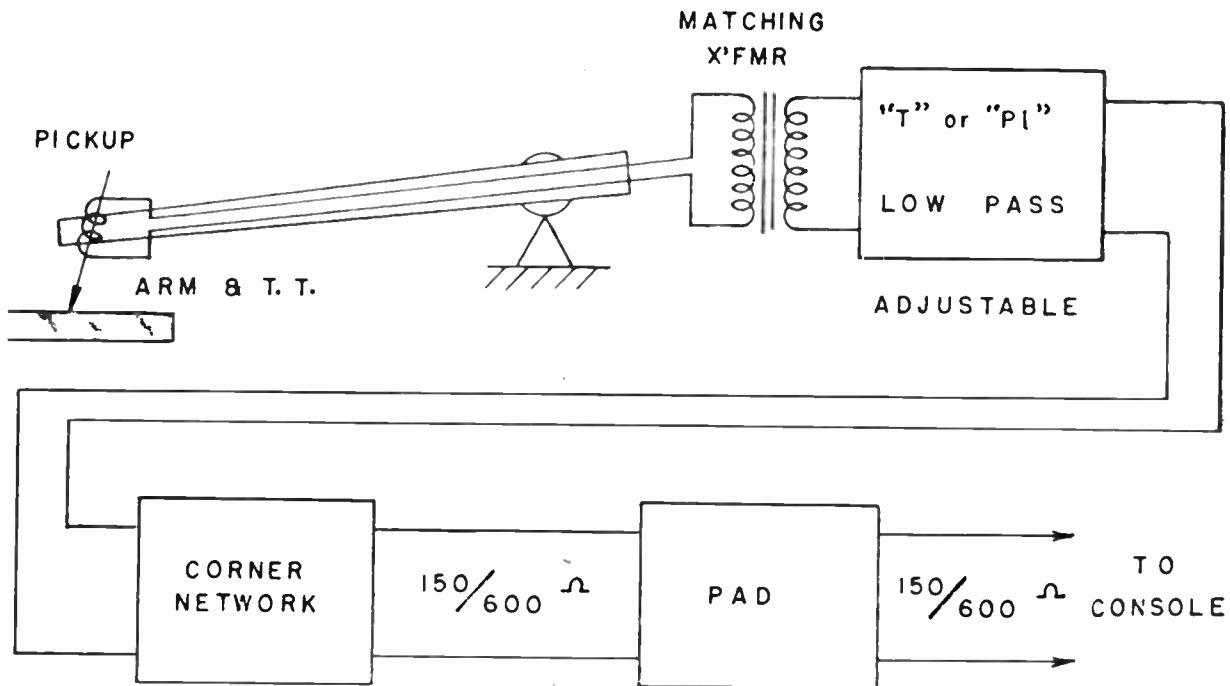 MATCHING
X'FMR
PICKUP
"T" or "PI"
LOW PASS
ARM & T. T.
ADJUSTABLE
CORNER
NETWORK
150/600 Ω
PAD
150/600 Ω
TO
CONSOLE